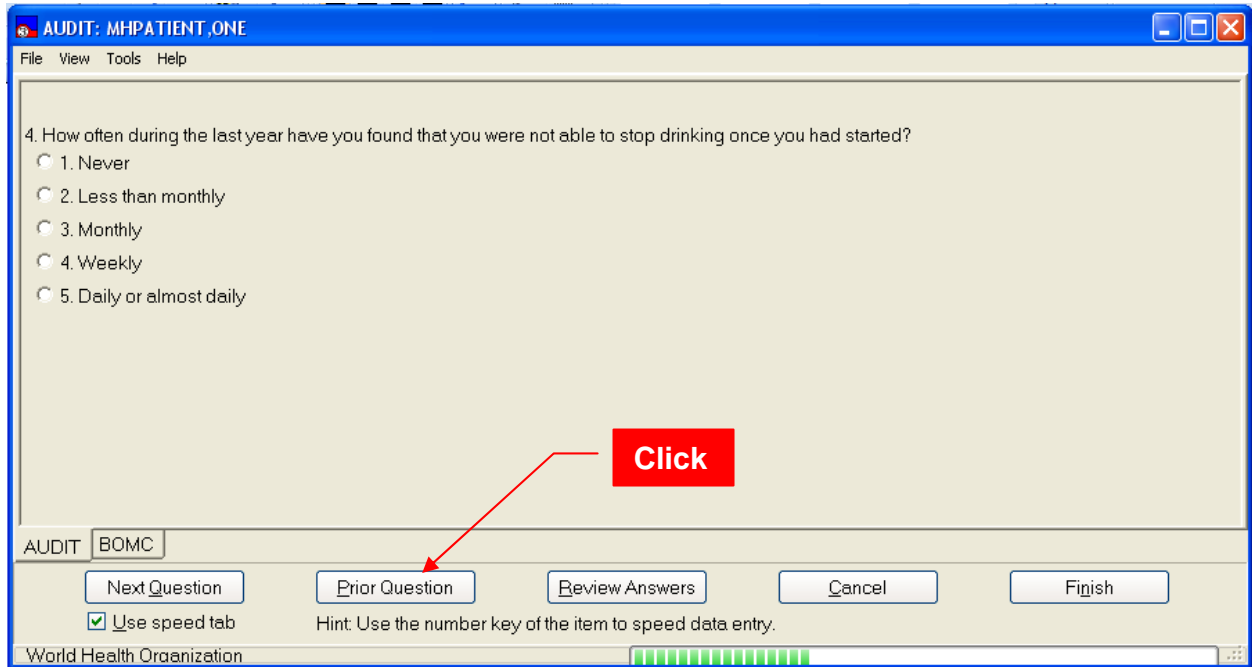 AUDIT: MHPATIENT,ONE
File View Tools Help
4. How often during the last year have you found that you were not able to stop drinking once you had started?
1. Never
2. Less than monthly
3. Monthly
4. Weekly
5. Daily or almost daily
Click
AUDIT BOMC
Next Question Prior Question Review Answers Cancel Finish
Use speed tab Hint: Use the number key of the item to speed data entry.
World Health Organization